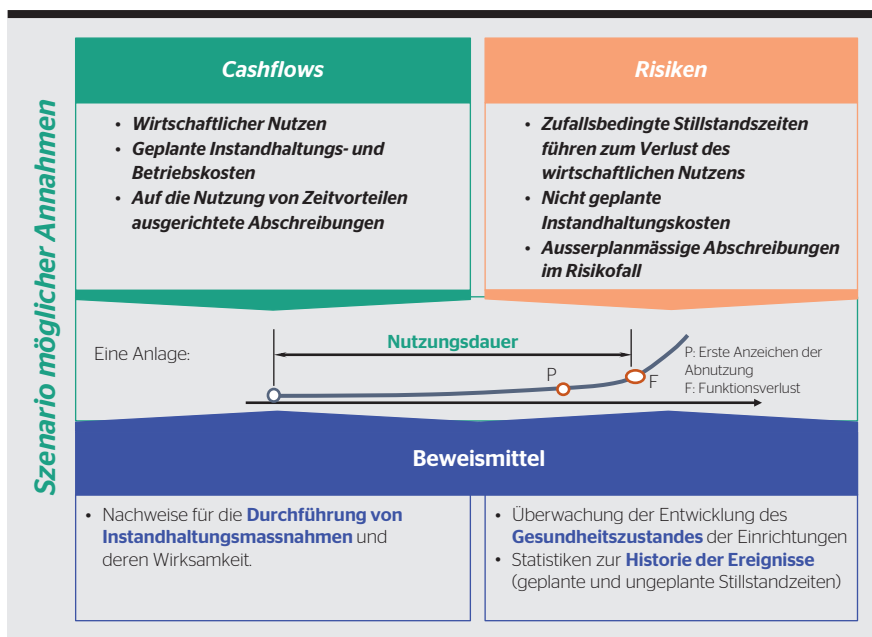 Szenario möglicher Annahmen
Cashflows
• Wirtschaftlicher Nutzen
• Geplante Instandhaltungs- und
Betriebskosten
• Auf die Nutzung von Zeitvorteilen
ausgerichtete Abschreibungen
Risiken
• Zufallsbedingte Stillstandszeiten
führen zum Verlust des
wirtschaftlichen Nutzens
• Nicht geplante
Instandhaltungskosten
• Ausserplanmässige Abschreibungen
im Risikofall
Eine Anlage:
Nutzungsdauer
P
F
P: Erste Anzeichen der
Abnutzung
F: Funktionsverlust
Beweismittel
• Nachweise für die Durchführung von
Instandhaltungsmassnahmen und
deren Wirksamkeit.
• Überwachung der Entwicklung des
Gesundheitszustandes der Einrichtungen
• Statistiken zur Historie der Ereignisse
(geplante und ungeplante Stillstandzeiten)